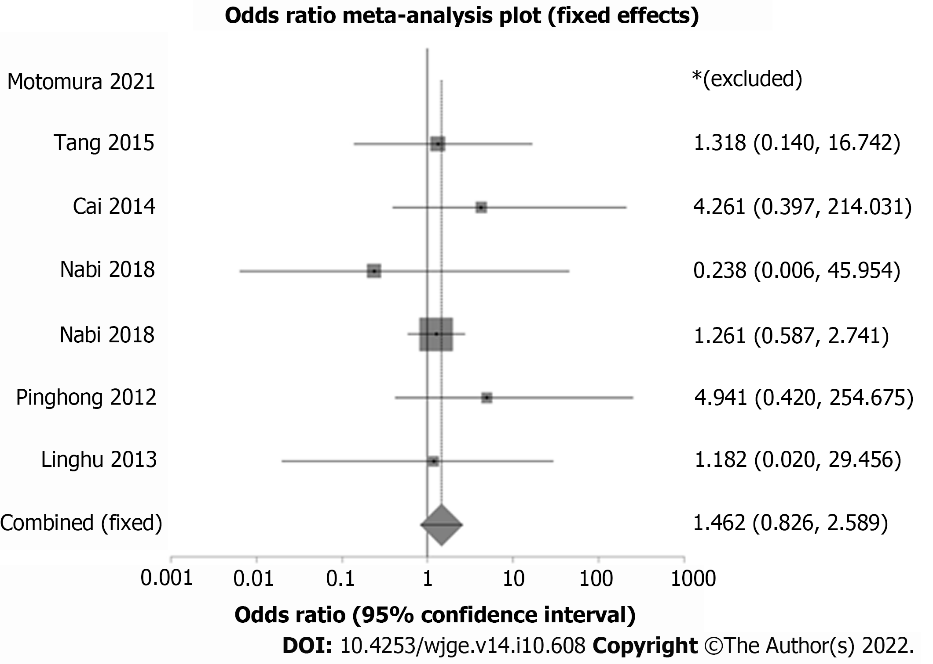 Odds ratio meta-analysis plot (fixed effects)
Motomura 2021 *(excluded)
Tang 2015 1.318 (0.140, 16.742)
Cai 2014 4.261 (0.397, 214.031)
Nabi 2018 0.238 (0.006, 45.954)
Nabi 2018 1.261 (0.587, 2.741)
Pinghong 2012 4.941 (0.420, 254.675)
Linghu 2013 1.182 (0.020, 29.456)
Combined (fixed) 1.462 (0.826, 2.589)
0.001 0.01 0.1 1 10 100 1000
Odds ratio (95% confidence interval)
DOI: 10.4253/wjge.v14.i10.608 Copyright ©The Author(s) 2022.